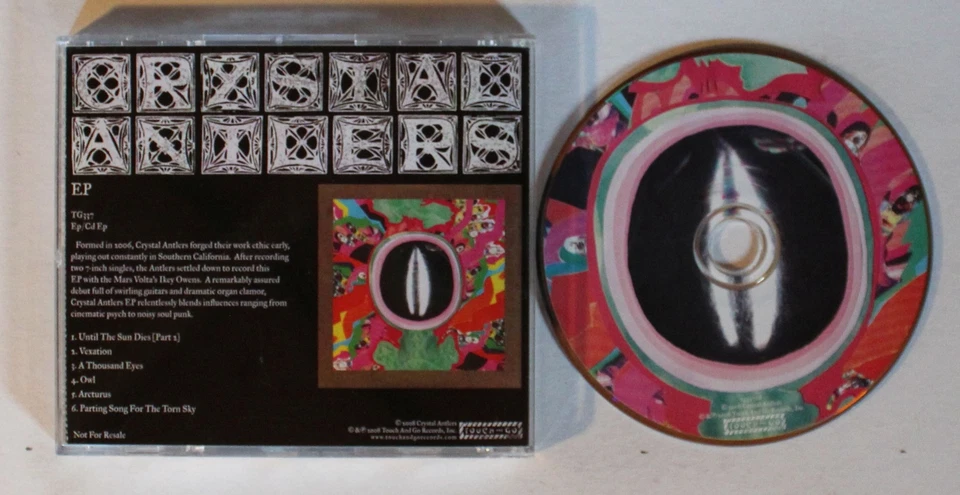 CRYSTAL
ANTLERS
EP
TG337
Ep/Cd Ep
Formed in 2006, Crystal Antlers forged their work ethic early,
playing out constantly in Southern California. After recording
two 7-inch singles, the Antlers settled down to record this
EP with the Mars Volta's Ikey Owens. A remarkably assured
debut full of swirling guitars and dramatic organ clamor,
Crystal Antlers EP relentlessly blends influences ranging from
cinematic psych to noisy soul punk.
1. Until The Sun Dies [Part 2]
2. Vexation
3. A Thousand Eyes
4. Owl
5. Arcturus
6. Parting Song For The Torn Sky
Not For Resale
© 2008 Crystal Antlers
©&℗ 2008 Touch And Go Records, Inc.
www.touchandgorecords.com
TOUCH AND GO